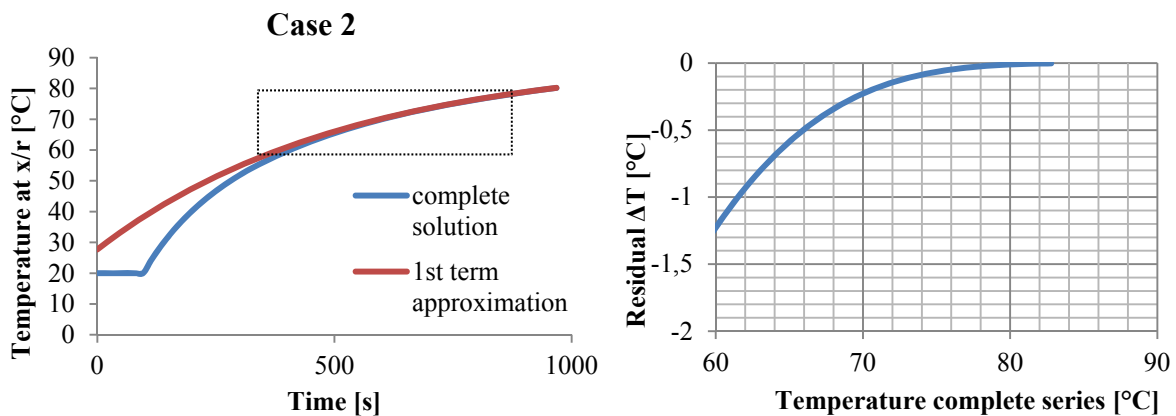 Case 2
Temperature at x/r [°C]
90
80
70
60
50
40
30
20
10
0
0
500
1000
Time [s]
complete
solution
1st term
approximation
Residual ΔT [°C]
0
-0,5
-1
-1,5
-2
60
70
80
90
Temperature complete series [°C]